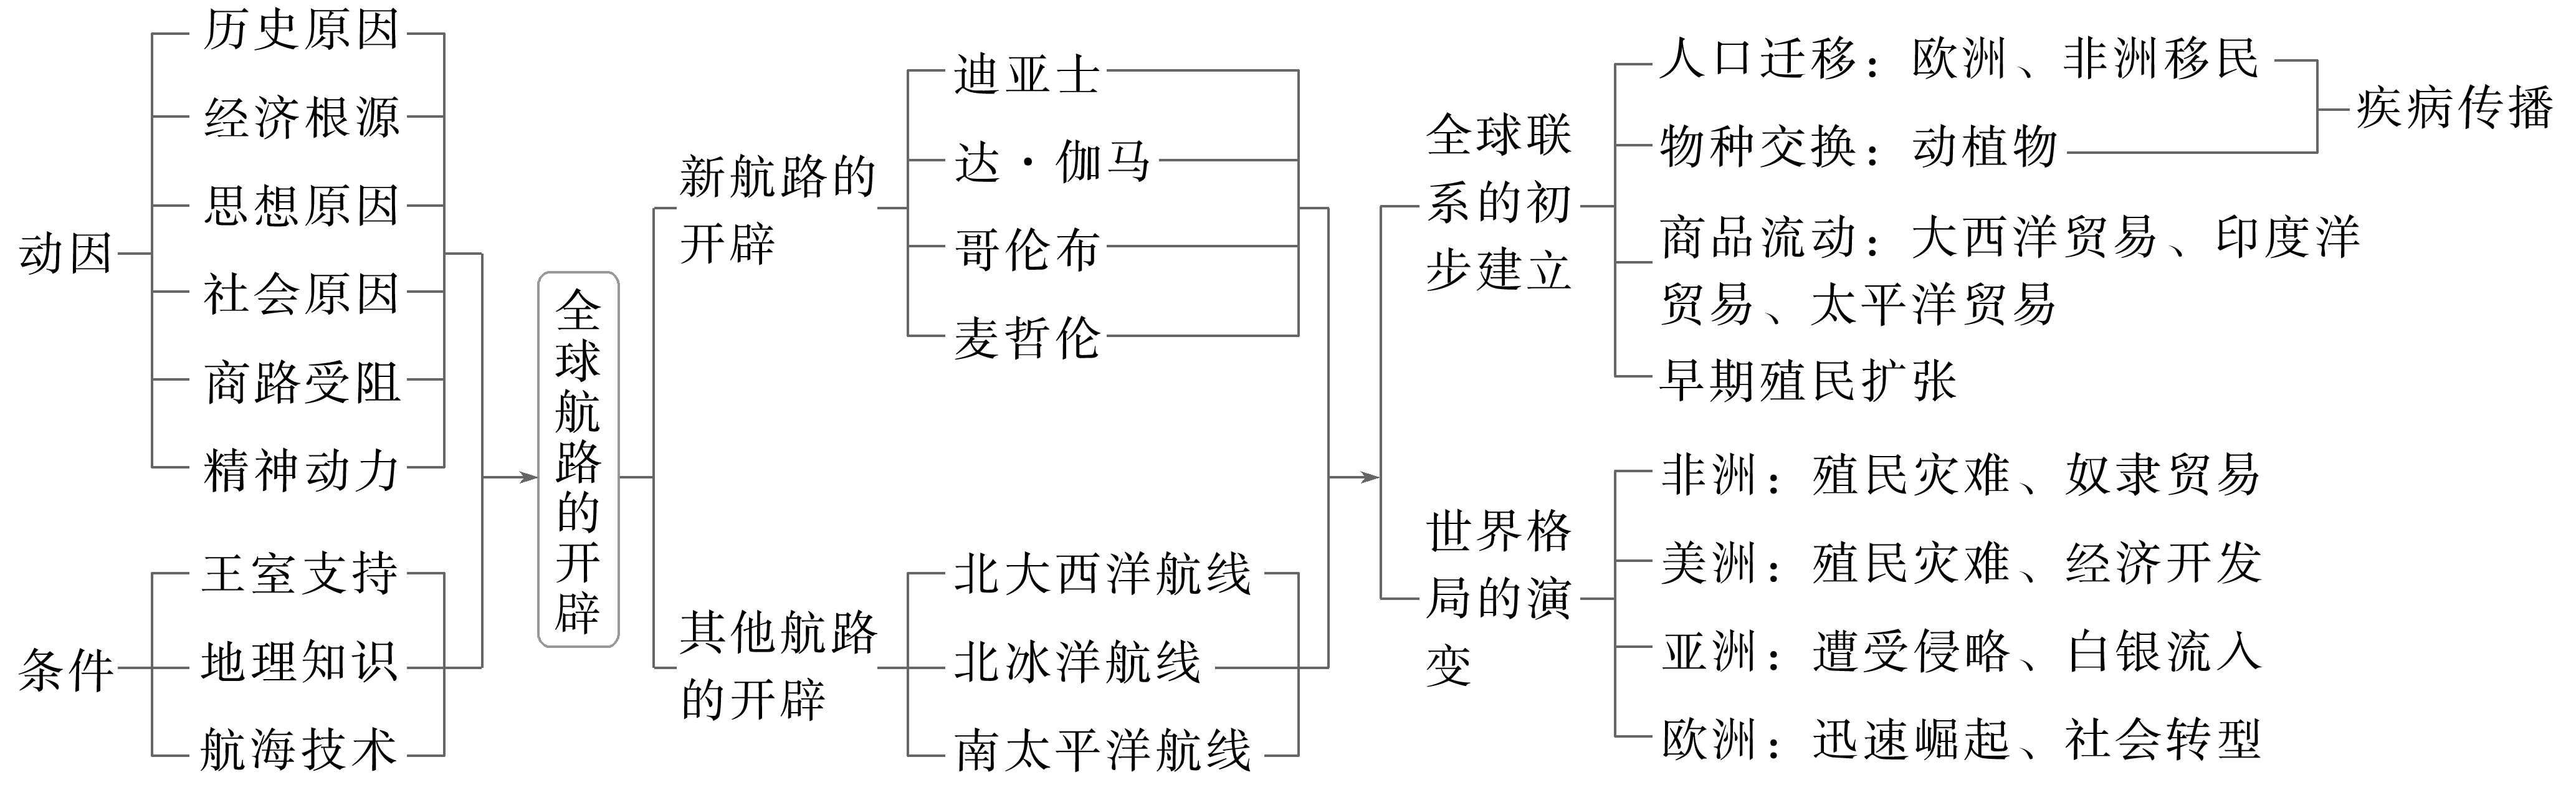 动因
历史原因
经济根源
思想原因
社会原因
商路受阻
精神动力
条件
王室支持
地理知识
航海技术
全球航路的开辟
新航路的
开辟
迪亚士
达·伽马
哥伦布
麦哲伦
其他航路
的开辟
北大西洋航线
北冰洋航线
南太平洋航线
全球联
系的初
步建立
人口迁移：欧洲、非洲移民
物种交换：动植物
疾病传播
商品流动：大西洋贸易、印度洋
贸易、太平洋贸易
早期殖民扩张
世界格
局的演
变
非洲：殖民灾难、奴隶贸易
美洲：殖民灾难、经济开发
亚洲：遭受侵略、白银流入
欧洲：迅速崛起、社会转型